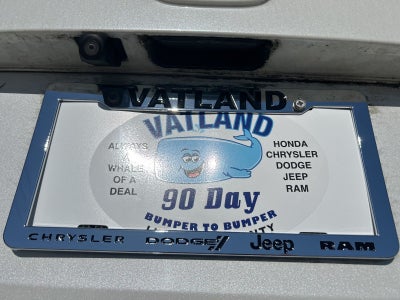 VATLAND
VATLAND
ALWAYS
WHALE
OF A
DEAL
HONDA
CHRYSLER
DODGE
JEEP
RAM
90 Day
BUMPER TO BUMPER
CHRYSLER DODGE Jeep RAM